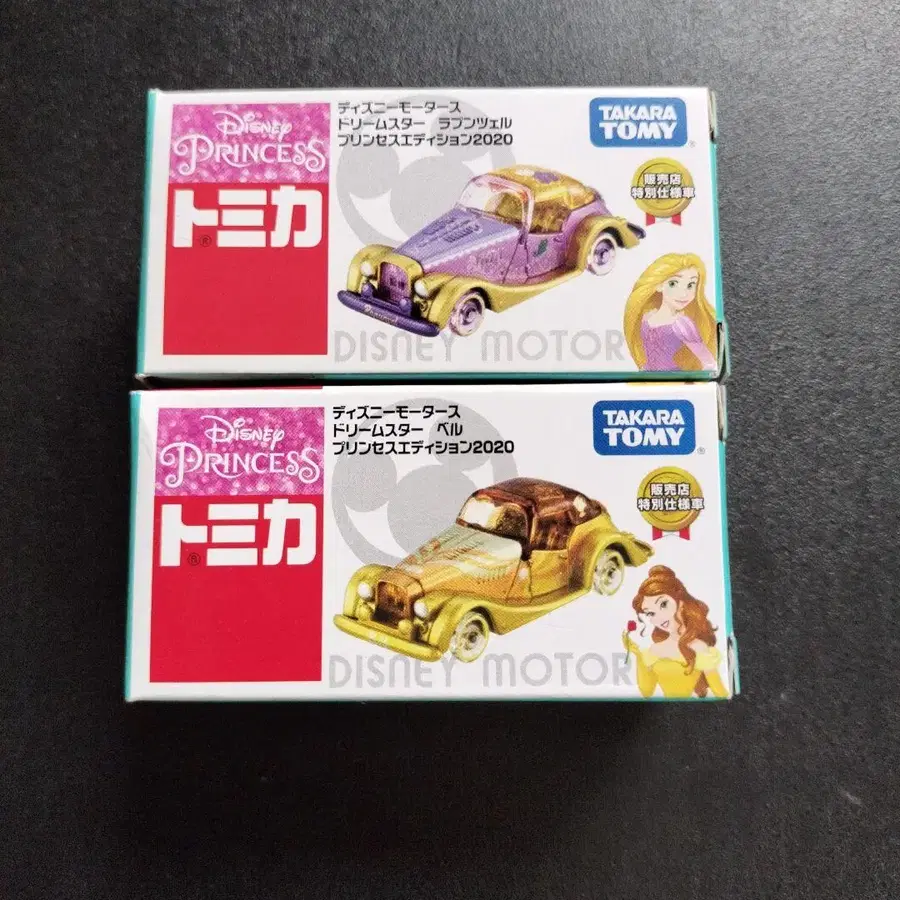 Disney
PRINCESS
トミカ
®
ディズニーモータース
ドリームスター ラプンツェル
プリンセスエディション2020
TAKARA
TOMY
®
販売店
特別仕様車
DISNEY MOTOR
Disney
PRINCESS
トミカ
®
ディズニーモータース
ドリームスター ベル
プリンセスエディション2020
TAKARA
TOMY
®
販売店
特別仕様車
DISNEY MOTOR